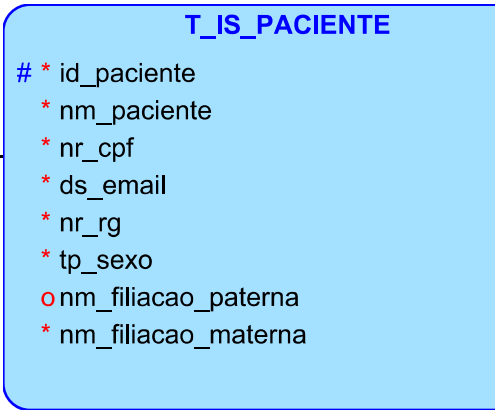 T_IS_PACIENTE
# * id_paciente
* nm_paciente
* nr_cpf
* ds_email
* nr_rg
* tp_sexo
o nm_filiacao_paterna
* nm_filiacao_materna